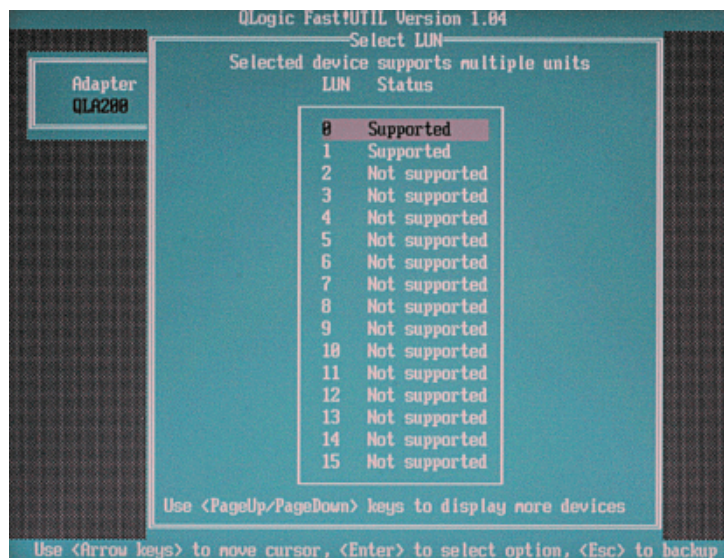 QLogic Fast!UTIL Version 1.04
Select LUN
Selected device supports multiple units
Adapter
QLA200
LUN Status
0 Supported
1 Supported
2 Not supported
3 Not supported
4 Not supported
5 Not supported
6 Not supported
7 Not supported
8 Not supported
9 Not supported
10 Not supported
11 Not supported
12 Not supported
13 Not supported
14 Not supported
15 Not supported
Use <PageUp/PageDown> keys to display more devices
Use <Arrow keys> to move cursor, <Enter> to select option, <Esc> to backup